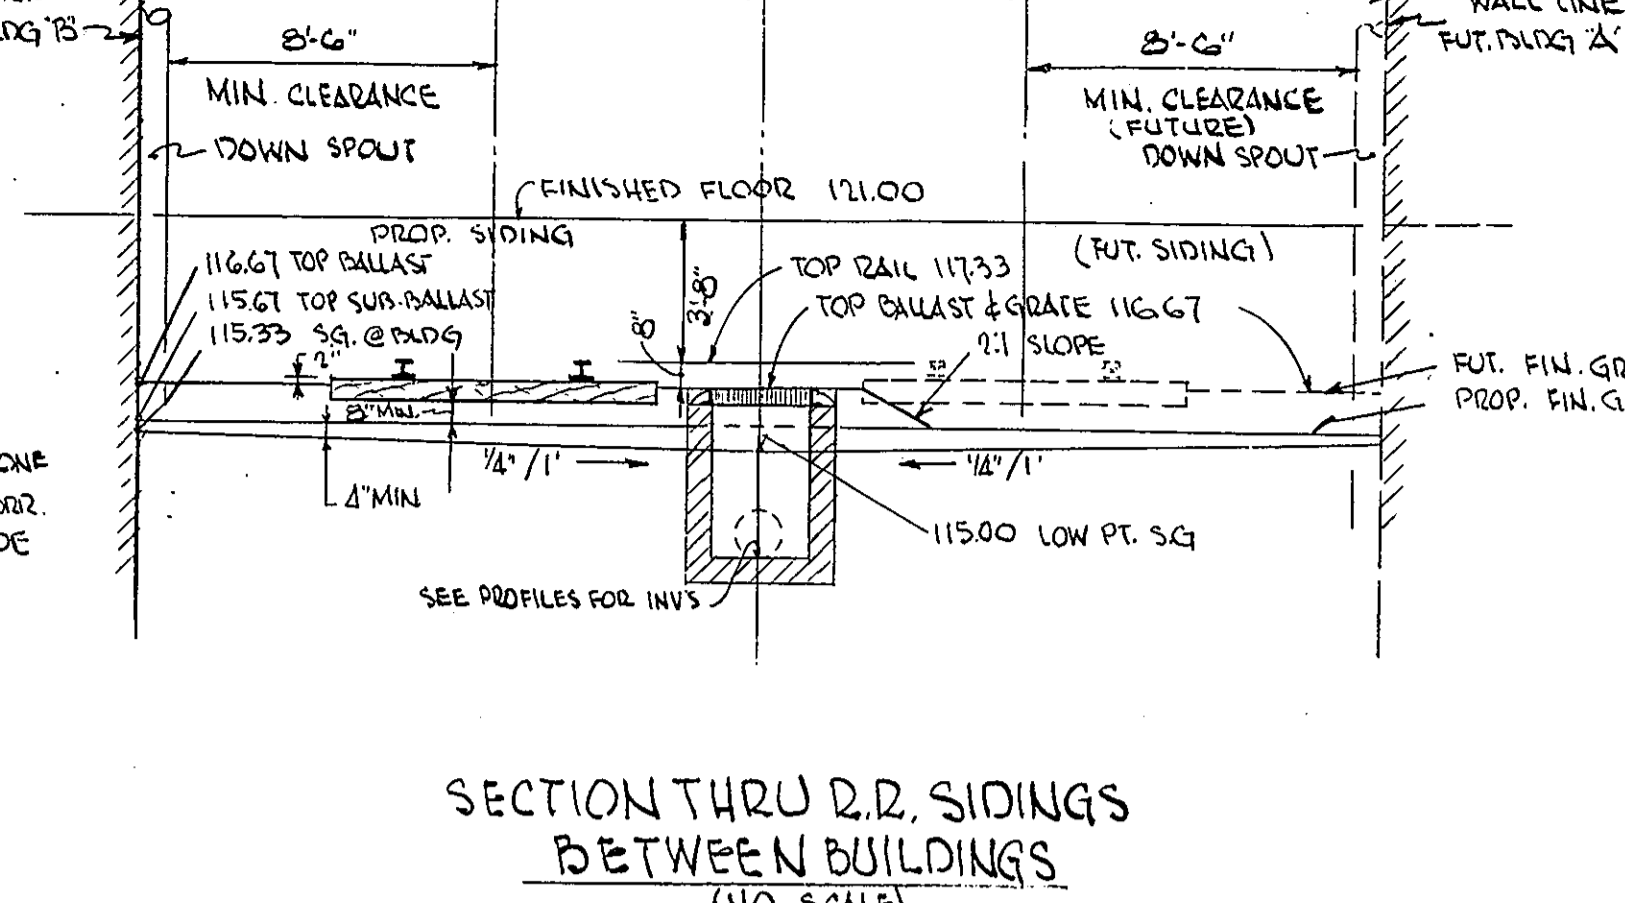 BLDG "B"
8'-6"
MIN. CLEARANCE
DOWN SPOUT
8'-6"
MIN. CLEARANCE
(FUTURE)
DOWN SPOUT
WALL LINE
FUT. BLDG "A"
FINISHED FLOOR 121.00
PROP. SIDING
(FUT. SIDING)
116.67 TOP BALLAST
115.67 TOP SUB-BALLAST
115.33 S.G. @ BLDG
2"
8"
3'-8"
TOP RAIL 117.33
TOP BALLAST & GRATE 116.67
2:1 SLOPE
FUT. FIN. GR
PROP. FIN. G
8" MIN.
1/4" / 1'
1/4" / 1'
4" MIN
115.00 LOW PT. S.G
SEE PROFILES FOR INV'S
SECTION THRU R.R. SIDINGS
BETWEEN BUILDINGS
(NO SCALE)